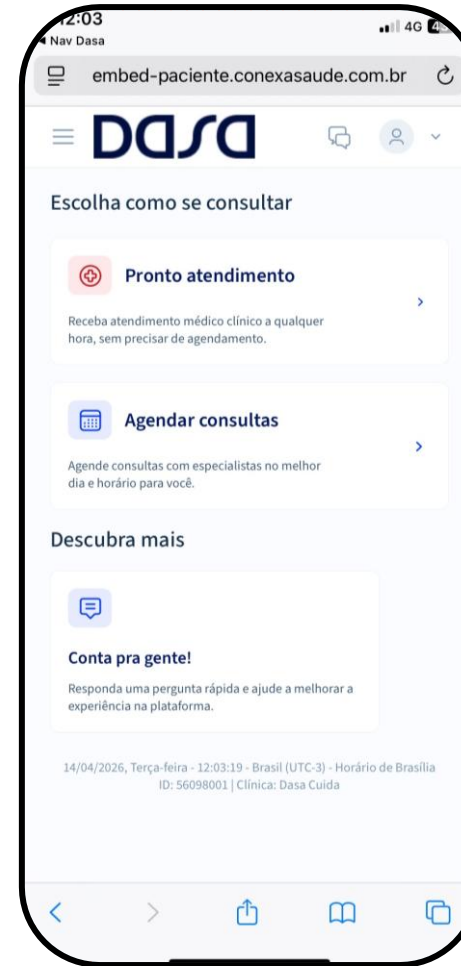 12:03
4G
Nav Dasa
embed-paciente.conexasaude.com.br
Dasa
Escolha como se consultar
Pronto atendimento
Receba atendimento médico clínico a qualquer
hora, sem precisar de agendamento.
Agendar consultas
Agende consultas com especialistas no melhor
dia e horário para você.
Descubra mais
Conta pra gente!
Responda uma pergunta rápida e ajude a melhorar a
experiência na plataforma.
14/04/2026, Terça-feira - 12:03:19 - Brasil (UTC-3) - Horário de Brasília
ID: 56098001 | Clínica: Dasa Cuida